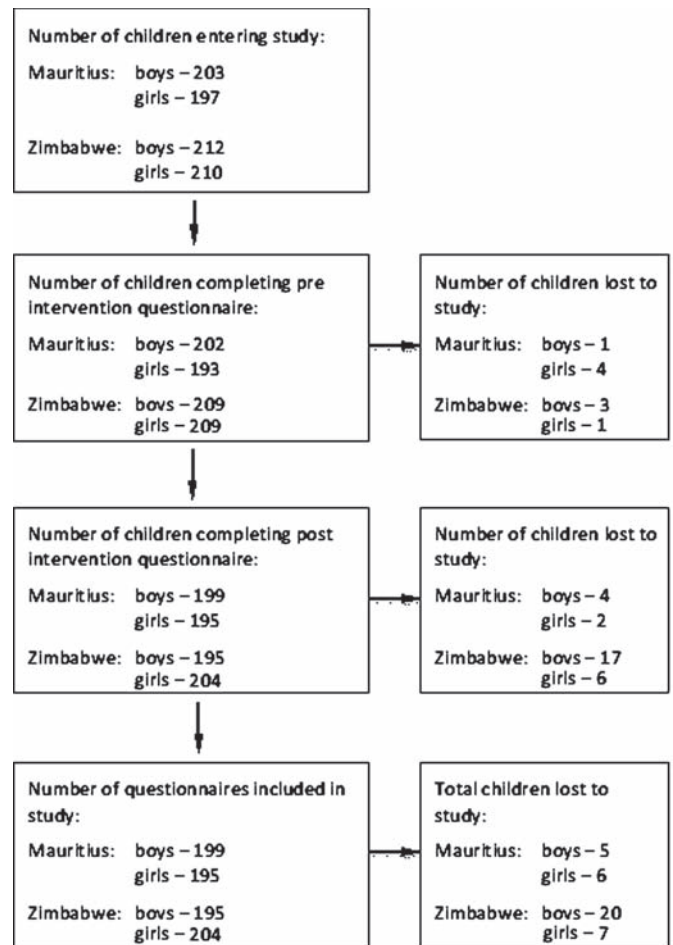 Number of children entering study:
Mauritius: boys – 203
girls – 197
Zimbabwe: boys – 212
girls – 210
Number of children completing pre
intervention questionnaire:
Mauritius: boys – 202
girls – 193
Zimbabwe: bovs – 209
girls – 209
Number of children lost to
study:
Mauritius: boys – 1
girls – 4
Zimbabwe: bovs – 3
girls – 1
Number of children completing post
intervention questionnaire:
Mauritius: boys – 199
girls – 195
Zimbabwe: boys – 195
girls – 204
Number of children lost to
study:
Mauritius: boys – 4
girls – 2
Zimbabwe: bovs – 17
girls – 6
Number of questionnaires included in
study:
Mauritius: boys – 199
girls – 195
Zimbabwe: bovs – 195
girls – 204
Total children lost to
study:
Mauritius: boys – 5
girls – 6
Zimbabwe: bovs – 20
girls – 7